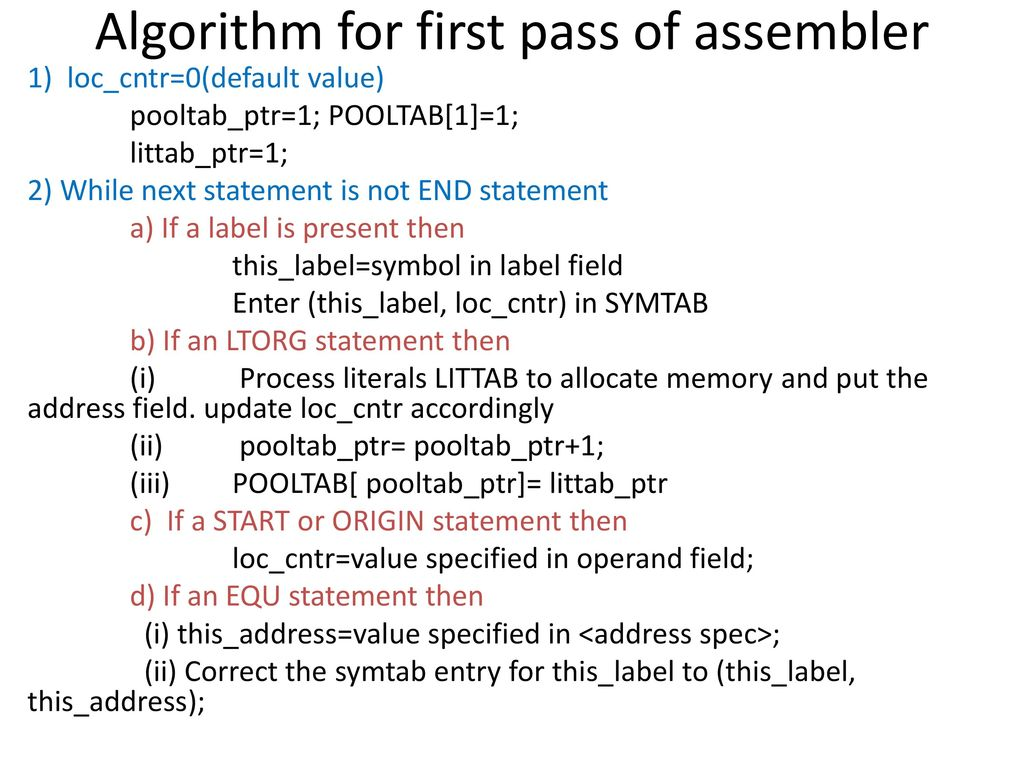 Algorithm for first pass of assembler
1) loc_cntr=0(default value)
pooltab_ptr=1; POOLTAB[1]=1;
littab_ptr=1;
2) While next statement is not END statement
a) If a label is present then
this_label=symbol in label field
Enter (this_label, loc_cntr) in SYMTAB
b) If an LTORG statement then
(i) Process literals LITTAB to allocate memory and put the
address field. update loc_cntr accordingly
(ii) pooltab_ptr= pooltab_ptr+1;
(iii) POOLTAB[ pooltab_ptr]= littab_ptr
c) If a START or ORIGIN statement then
loc_cntr=value specified in operand field;
d) If an EQU statement then
(i) this_address=value specified in <address spec>;
(ii) Correct the symtab entry for this_label to (this_label,
this_address);